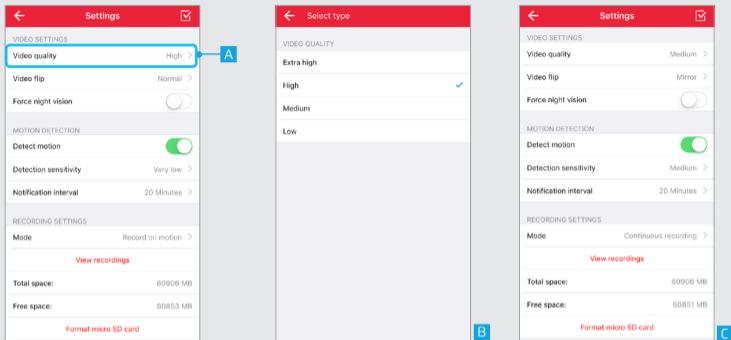 Settings
VIDEO SETTINGS
Video quality High
A
Video flip Normal
Force night vision
MOTION DETECTION
Detect motion
Detection sensitivity Very low
Notification interval 20 Minutes
RECORDING SETTINGS
Mode Record on motion
View recordings
Total space: 60906 MB
Free space: 60853 MB
Format micro SD card
Select type
VIDEO QUALITY
Extra high
High
Medium
Low
B
Settings
VIDEO SETTINGS
Video quality Medium
Video flip Mirror
Force night vision
MOTION DETECTION
Detect motion
Detection sensitivity Medium
Notification interval 20 Minutes
RECORDING SETTINGS
Mode Continuous recording
View recordings
Total space: 60906 MB
Free space: 60851 MB
Format micro SD card
C